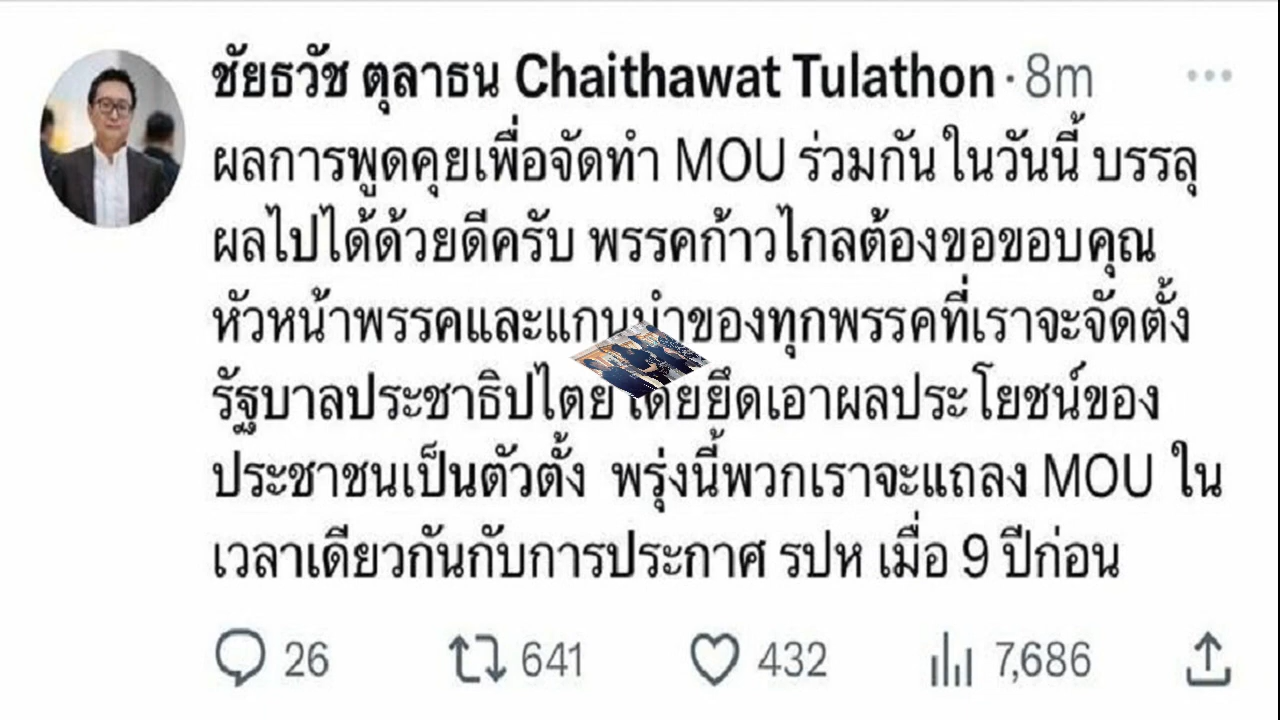 ชัยธวัช ตุลาธน Chaithawat Tulathon · 8m
ผลการพูดคุยเพื่อจัดทำ MOU ร่วมกัน ในวันนี้ บรรลุ
ผลไปได้ด้วยดีครับ พรรคก้าวไกลต้องขอขอบคุณ
หัวหน้าพรรคและแกนนำของทุกพรรคที่เราจะจัดตั้ง
รัฐบาลประชาธิปไตย โดยยึดเอาผลประโยชน์ของ
ประชาชนเป็นตัวตั้ง พรุ่งนี้พวกเราจะแถลง MOU ใน
เวลาเดียวกันกับการประกาศ รปห เมื่อ 9 ปีก่อน
26 641 432 7,686